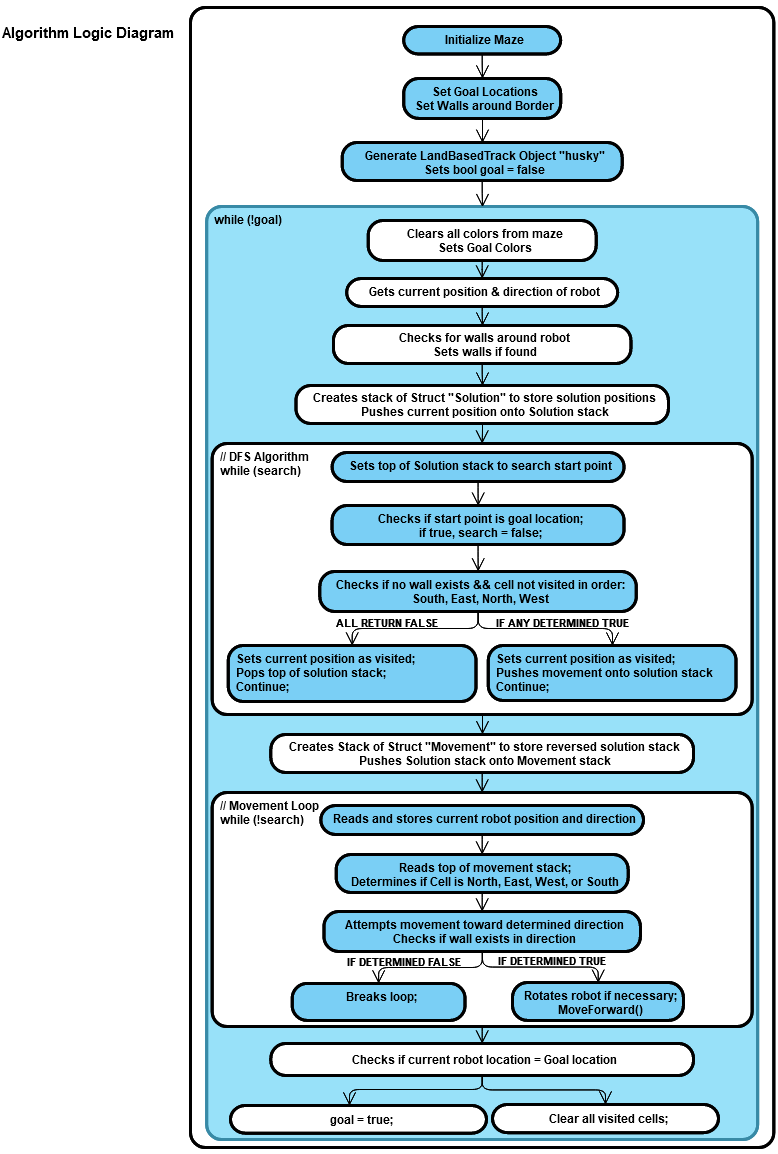 Algorithm Logic Diagram
Initialize Maze
Set Goal Locations
Set Walls around Border
Generate LandBasedTrack Object "husky"
Sets bool goal = false
while (!goal)
Clears all colors from maze
Sets Goal Colors
Gets current position & direction of robot
Checks for walls around robot
Sets walls if found
Creates stack of Struct "Solution" to store solution positions
Pushes current position onto Solution stack
// DFS Algorithm
while (search)
Sets top of Solution stack to search start point
Checks if start point is goal location;
if true, search = false;
Checks if no wall exists && cell not visited in order:
South, East, North, West
ALL RETURN FALSE
IF ANY DETERMINED TRUE
Sets current position as visited;
Pops top of solution stack;
Continue;
Sets current position as visited;
Pushes movement onto solution stack
Continue;
Creates Stack of Struct "Movement" to store reversed solution stack
Pushes Solution stack onto Movement stack
// Movement Loop
while (!search)
Reads and stores current robot position and direction
Reads top of movement stack;
Determines if Cell is North, East, West, or South
Attempts movement toward determined direction
Checks if wall exists in direction
IF DETERMINED FALSE
IF DETERMINED TRUE
Breaks loop;
Rotates robot if necessary;
MoveForward()
Checks if current robot location = Goal location
goal = true;
Clear all visited cells;